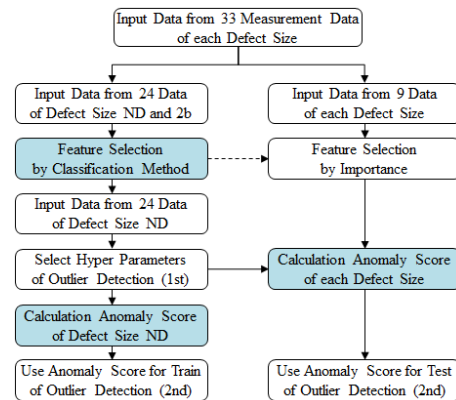 Input Data from 33 Measurement Data
of each Defect Size
Input Data from 24 Data
of Defect Size ND and 2b
Input Data from 9 Data
of each Defect Size
Feature Selection
by Classification Method
Feature Selection
by Importance
Input Data from 24 Data
of Defect Size ND
Select Hyper Parameters
of Outlier Detection (1st)
Calculation Anomaly Score
of each Defect Size
Calculation Anomaly Score
of Defect Size ND
Use Anomaly Score for Train
of Outlier Detection (2nd)
Use Anomaly Score for Test
of Outlier Detection (2nd)